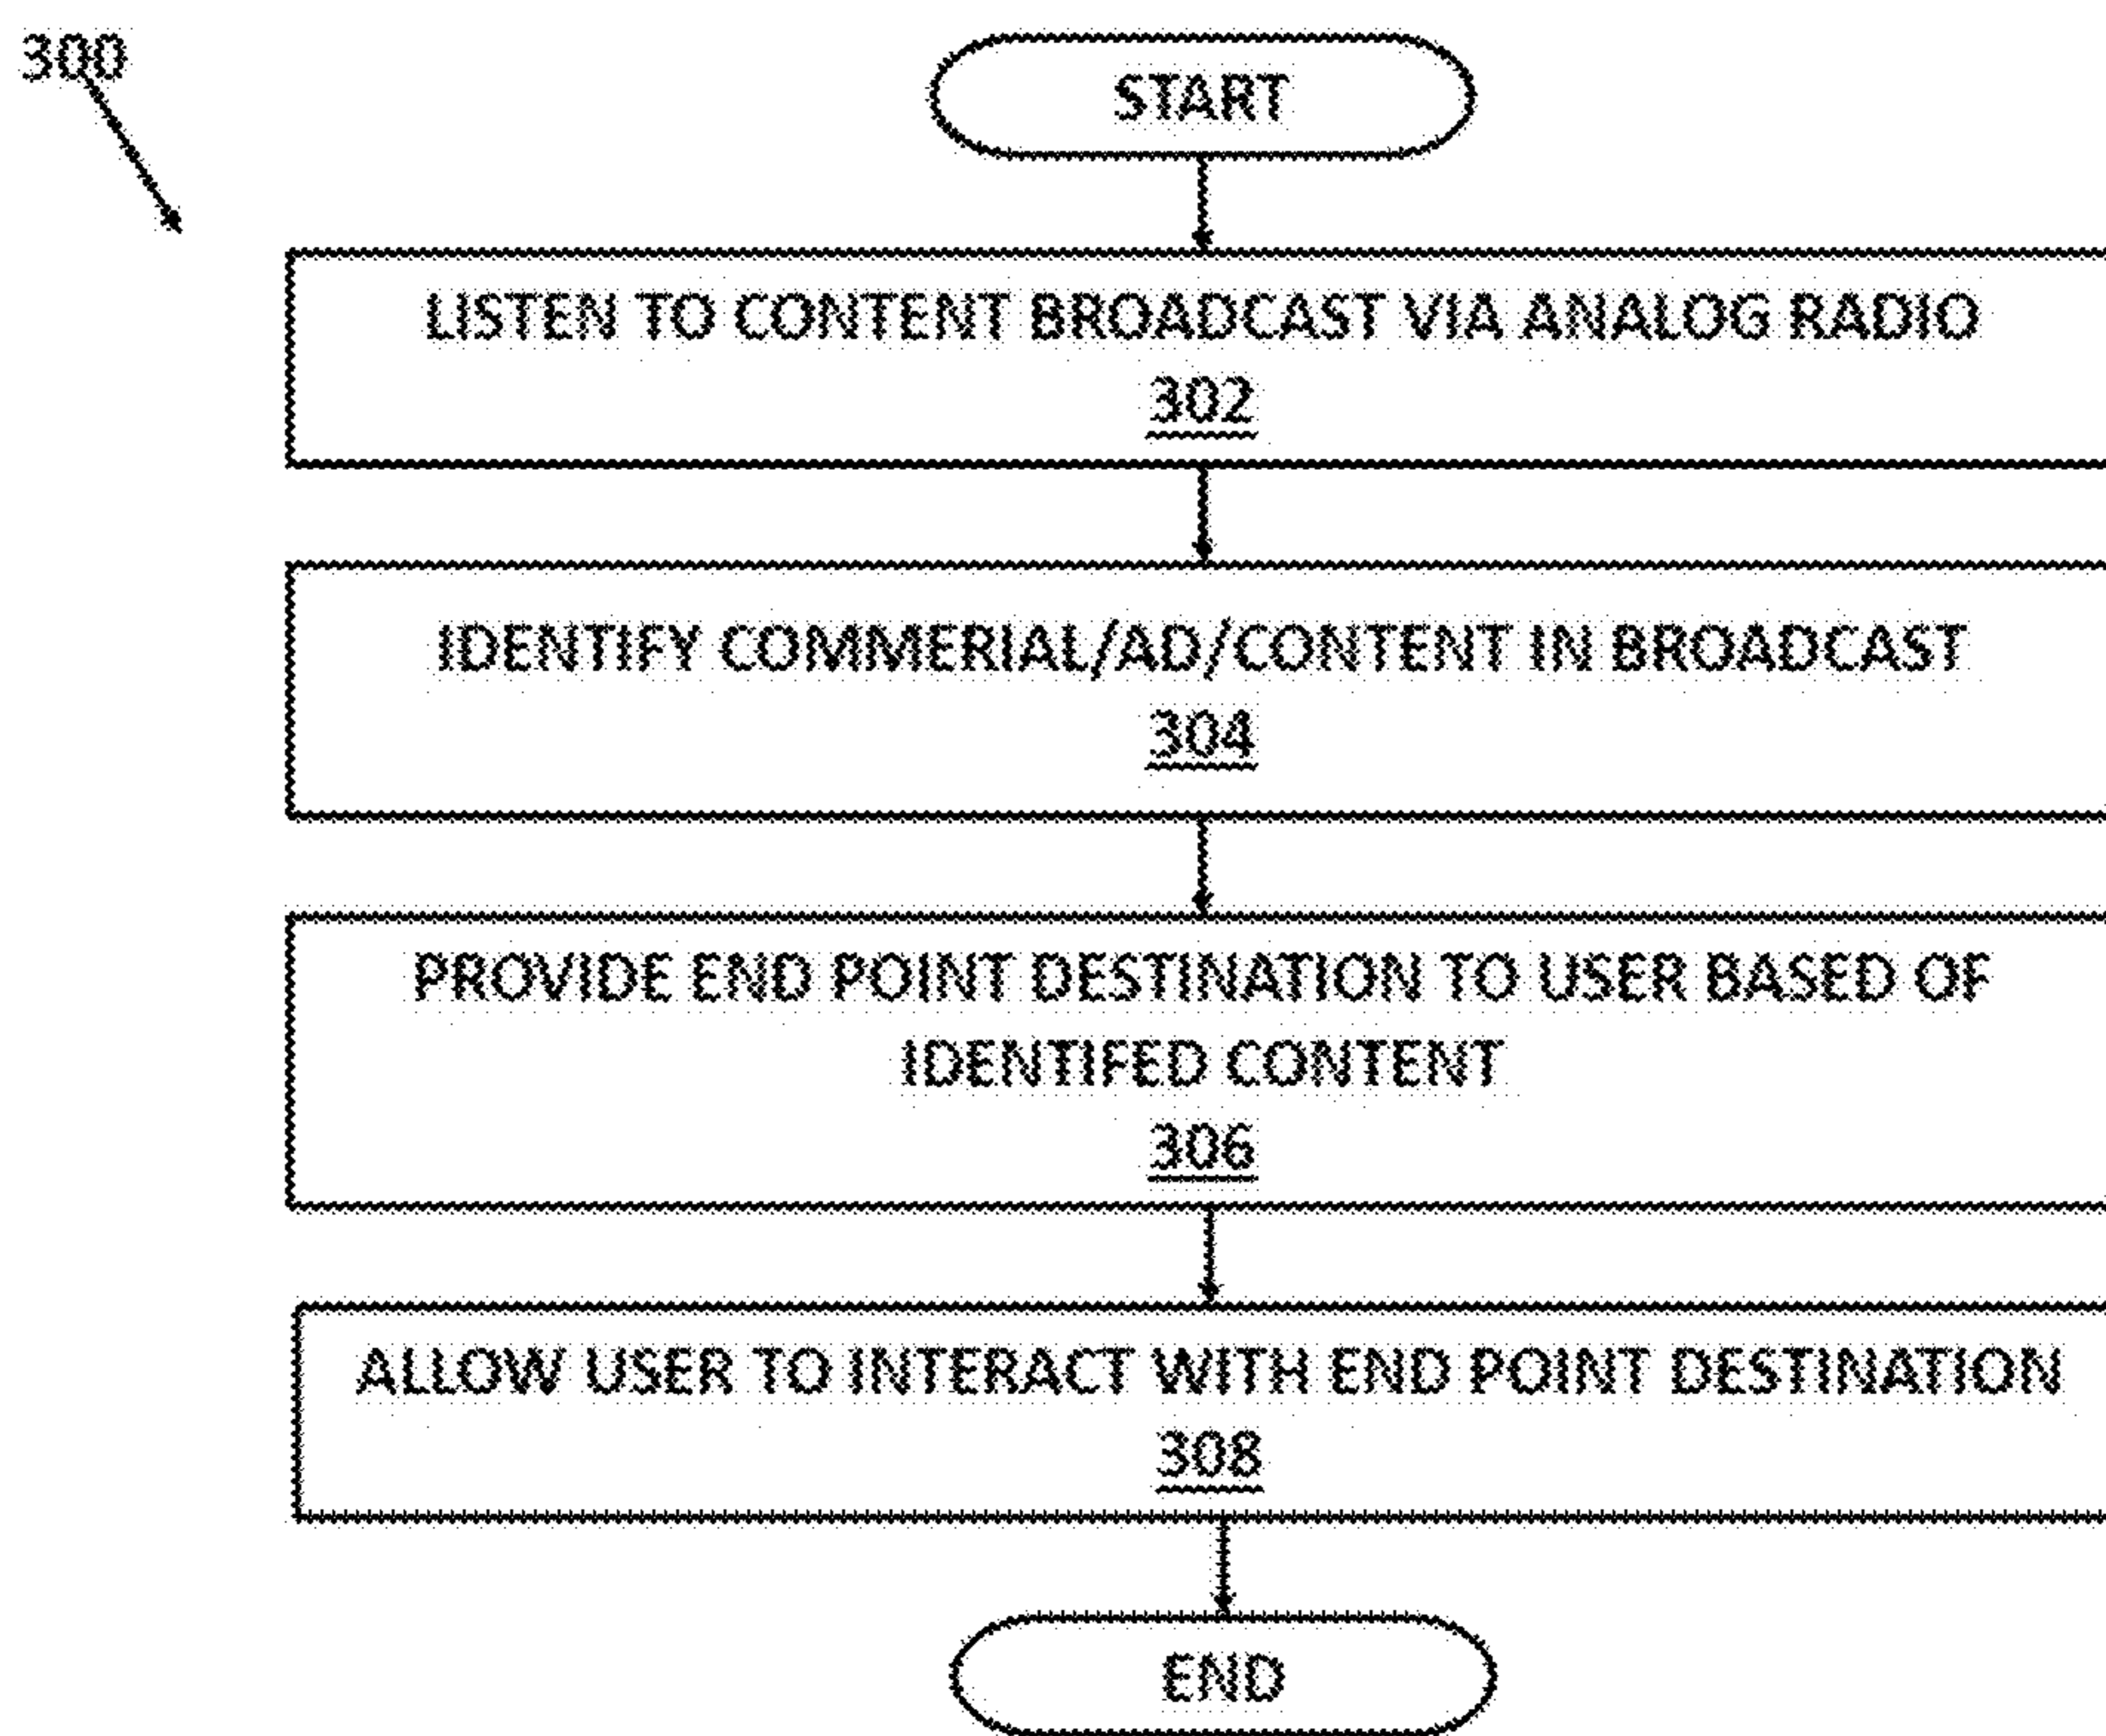 300
START
LISTEN TO CONTENT BROADCAST VIA ANALOG RADIO
302
IDENTIFY COMMERIAL/AD/CONTENT IN BROADCAST
304
PROVIDE END POINT DESTINATION TO USER BASED OF
IDENTIFED CONTENT
306
ALLOW USER TO INTERACT WITH END POINT DESTINATION
308
END